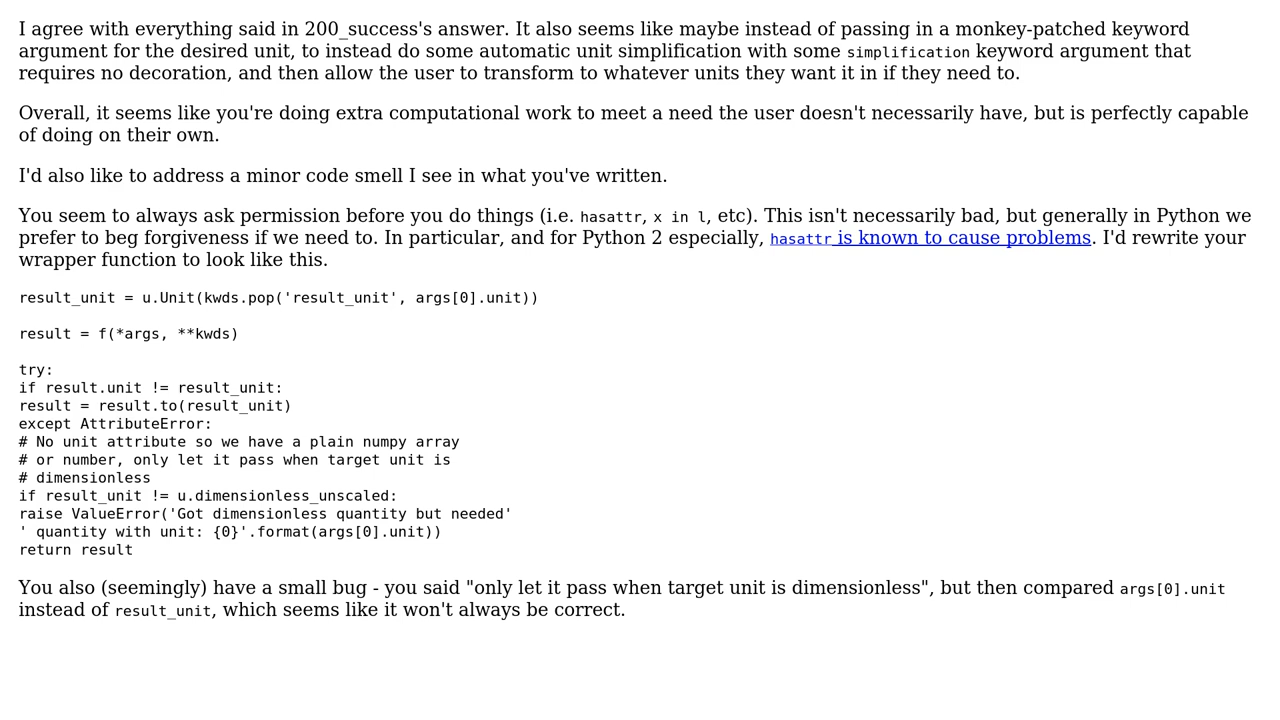 I agree with everything said in 200_success's answer. It also seems like maybe instead of passing in a monkey-patched keyword
argument for the desired unit, to instead do some automatic unit simplification with some simplification keyword argument that
requires no decoration, and then allow the user to transform to whatever units they want it in if they need to.
Overall, it seems like you're doing extra computational work to meet a need the user doesn't necessarily have, but is perfectly capable
of doing on their own.
I'd also like to address a minor code smell I see in what you've written.
You seem to always ask permission before you do things (i.e. hasattr, x in l, etc). This isn't necessarily bad, but generally in Python we
prefer to beg forgiveness if we need to. In particular, and for Python 2 especially, hasattr is known to cause problems. I'd rewrite your
wrapper function to look like this.
result_unit = u.Unit(kwds.pop('result_unit', args[0].unit))
result = f(*args, **kwds)
try:
if result.unit != result_unit:
result = result.to(result_unit)
except AttributeError:
# No unit attribute so we have a plain numpy array
# or number, only let it pass when target unit is
# dimensionless
if result_unit != u.dimensionless_unscaled:
raise ValueError('Got dimensionless quantity but needed'
' quantity with unit: {0}'.format(args[0].unit))
return result
You also (seemingly) have a small bug - you said "only let it pass when target unit is dimensionless", but then compared args[0].unit
instead of result_unit, which seems like it won't always be correct.